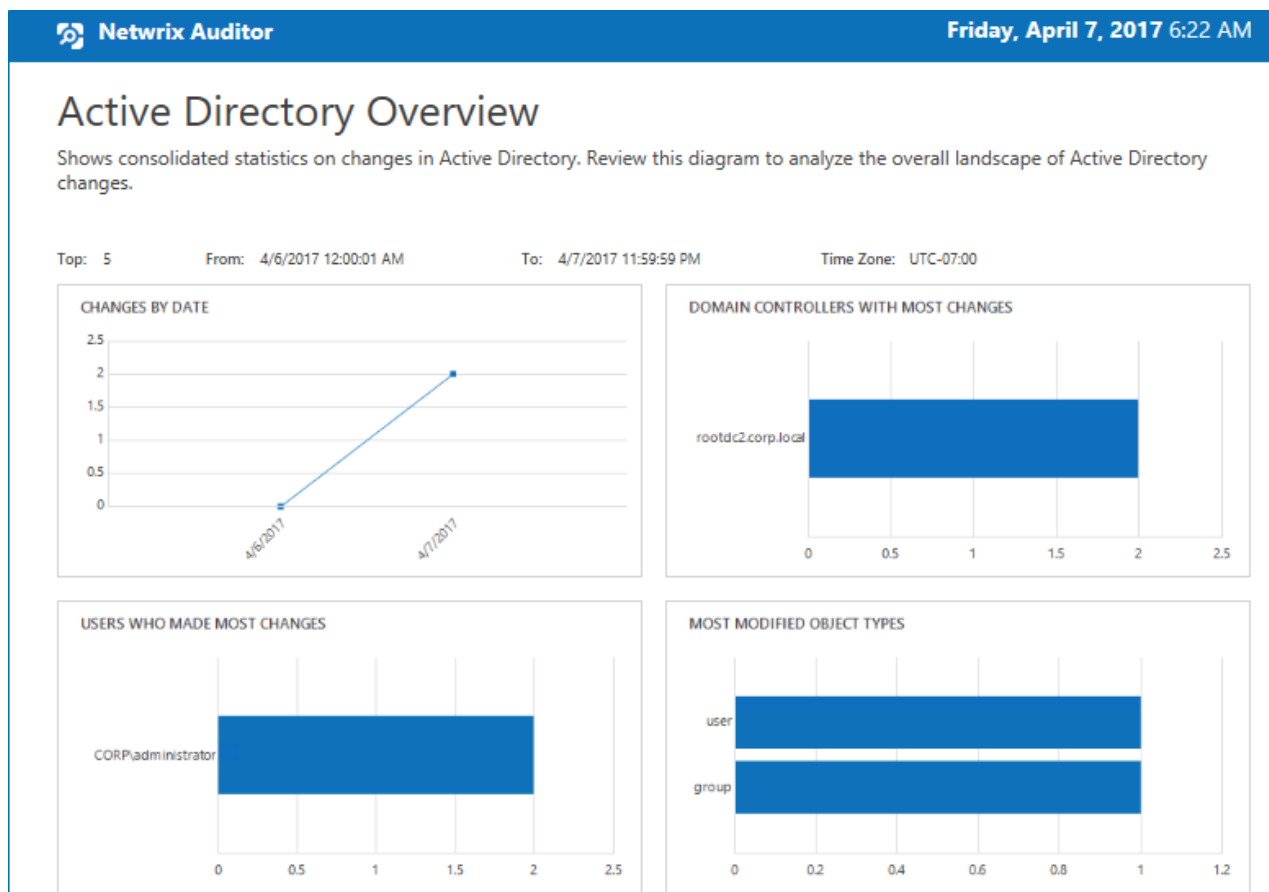 Netwrix Auditor
Friday, April 7, 2017 6:22 AM
Active Directory Overview
Shows consolidated statistics on changes in Active Directory. Review this diagram to analyze the overall landscape of Active Directory
changes.
Top: 5 From: 4/6/2017 12:00:01 AM To: 4/7/2017 11:59:59 PM Time Zone: UTC-07:00
CHANGES BY DATE
2.5
2
1.5
1
0.5
0
4/6/2017 4/7/2017
DOMAIN CONTROLLERS WITH MOST CHANGES
rootdc2.corp.local
0 0.5 1 1.5 2 2.5
USERS WHO MADE MOST CHANGES
CORP\administrator
0 0.5 1 1.5 2 2.5
MOST MODIFIED OBJECT TYPES
user
group
0 0.2 0.4 0.6 0.8 1 1.2